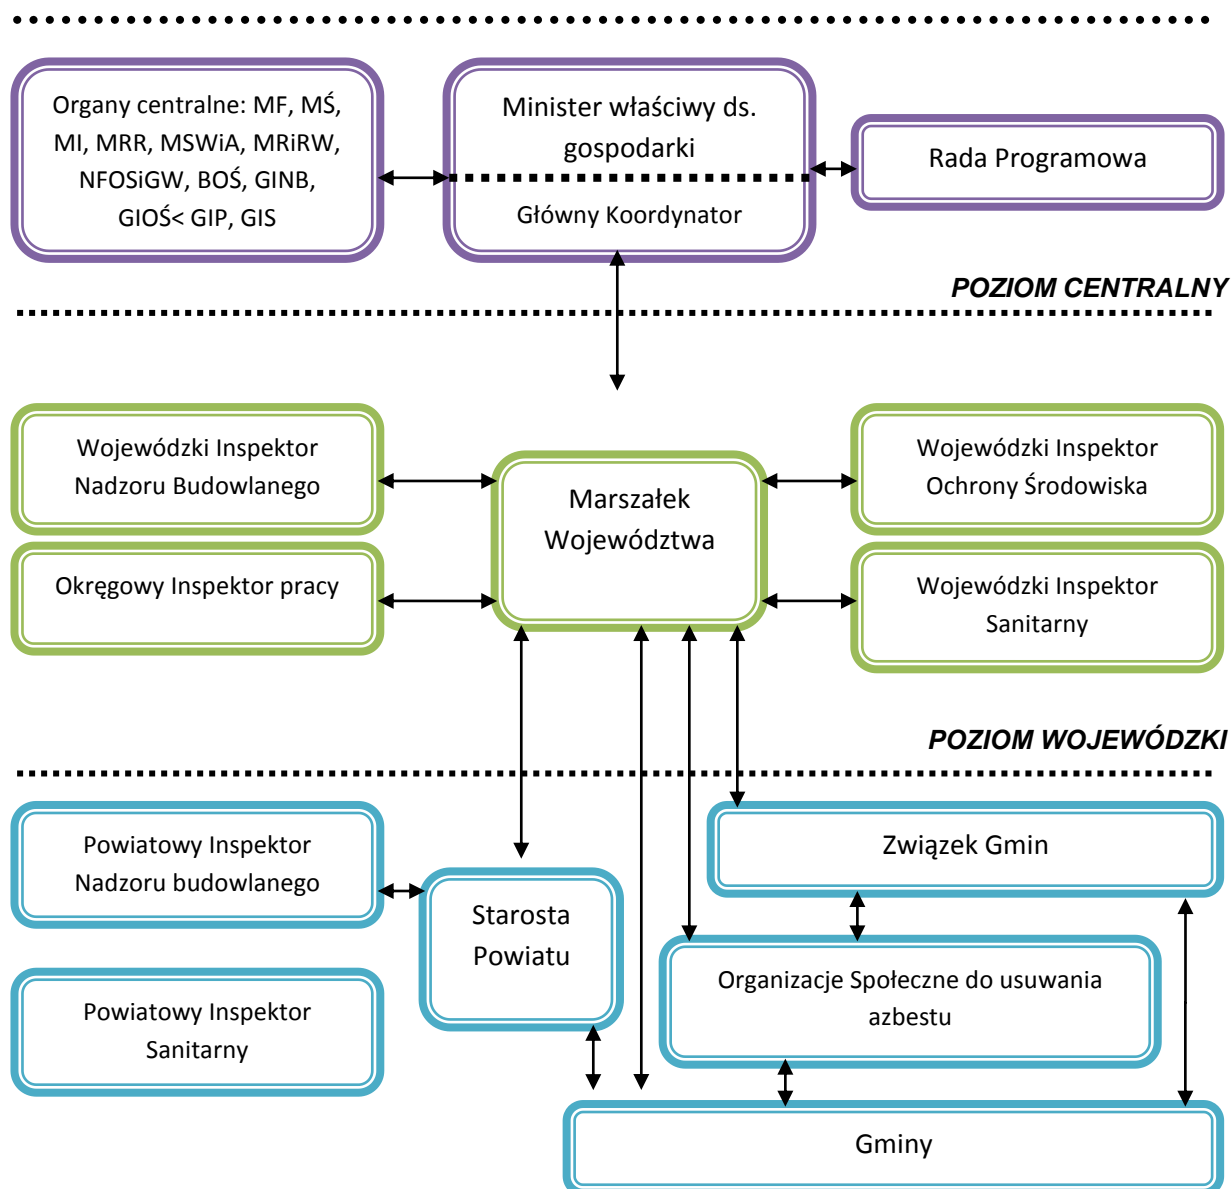 Organy centralne: MF, MŚ,
MI, MRR, MSWiA, MRiRW,
NFOSiGW, BOŚ, GINB,
GIOŚ< GIP, GIS
Minister właściwy ds.
gospodarki
Główny Koordynator
Rada Programowa
POZIOM CENTRALNY
Wojewódzki Inspektor
Nadzoru Budowlanego
Okręgowy Inspektor pracy
Marszałek
Województwa
Wojewódzki Inspektor
Ochrony Środowiska
Wojewódzki Inspektor
Sanitarny
POZIOM WOJEWÓDZKI
Powiatowy Inspektor
Nadzoru budowlanego
Powiatowy Inspektor
Sanitarny
Starosta
Powiatu
Związek Gmin
Organizacje Społeczne do usuwania
azbestu
Gminy